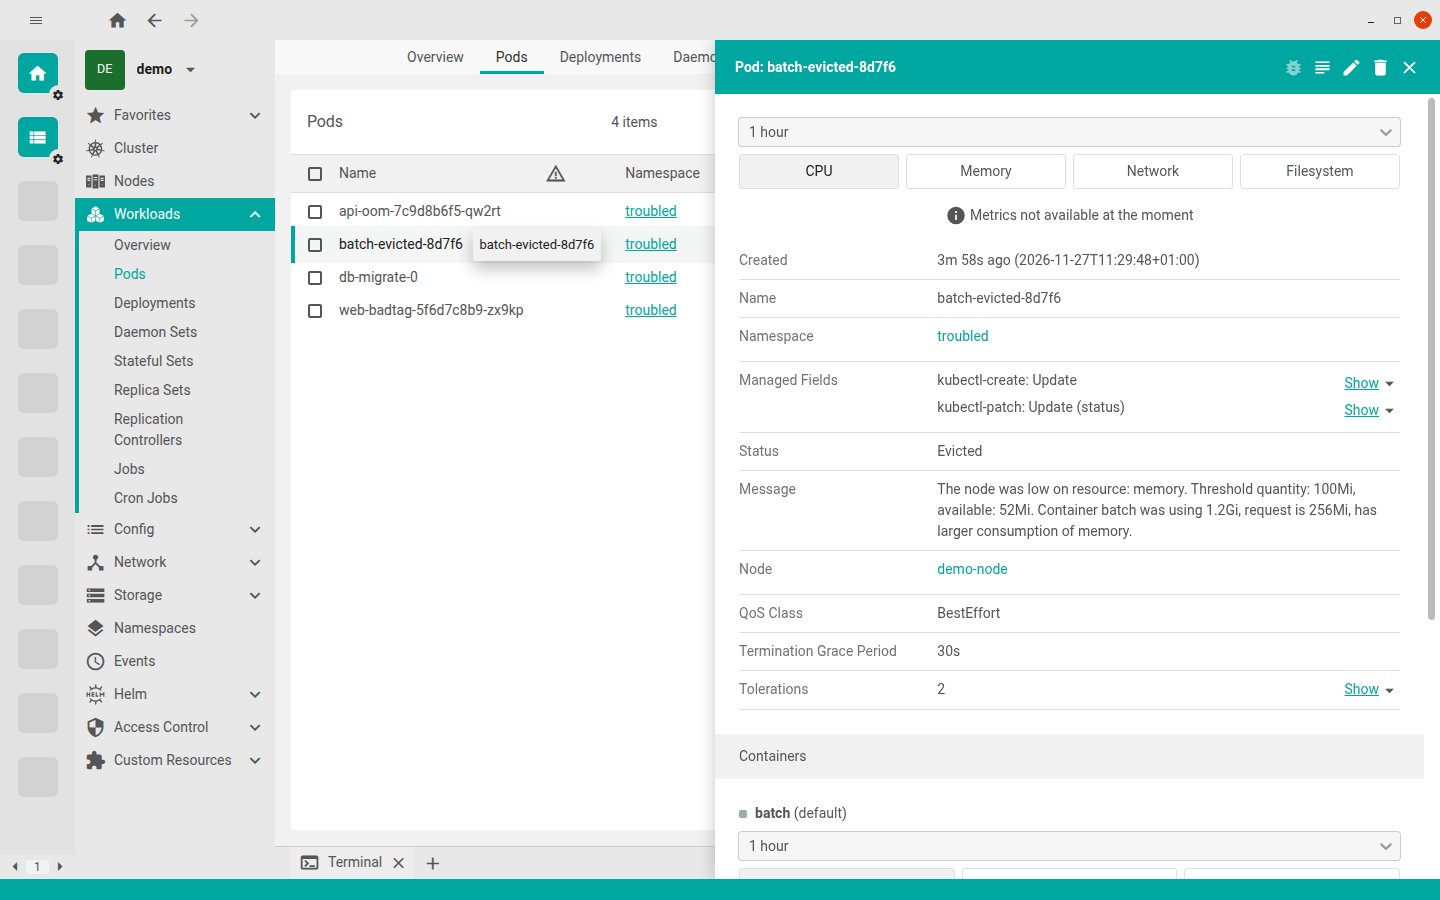 DE
demo
Favorites
Cluster
Nodes
Workloads
Overview
Pods
Deployments
Daemon Sets
Stateful Sets
Replica Sets
Replication
Controllers
Jobs
Cron Jobs
Config
Network
Storage
Namespaces
Events
HELM
Helm
Access Control
Custom Resources
1
Overview
Pods
Deployments
Daemo
Pods
4 items
Name
Namespace
api-oom-7c9d8b6f5-qw2rt
troubled
batch-evicted-8d7f6
batch-evicted-8d7f6
troubled
db-migrate-0
troubled
web-badtag-5f6d7c8b9-zx9kp
troubled
Terminal
Pod: batch-evicted-8d7f6
1 hour
CPU
Memory
Network
Filesystem
Metrics not available at the moment
Created
3m 58s ago (2026-11-27T11:29:48+01:00)
Name
batch-evicted-8d7f6
Namespace
troubled
Managed Fields
kubectl-create: Update
Show
kubectl-patch: Update (status)
Show
Status
Evicted
Message
The node was low on resource: memory. Threshold quantity: 100Mi,
available: 52Mi. Container batch was using 1.2Gi, request is 256Mi, has
larger consumption of memory.
Node
demo-node
QoS Class
BestEffort
Termination Grace Period
30s
Tolerations
2
Show
Containers
batch (default)
1 hour